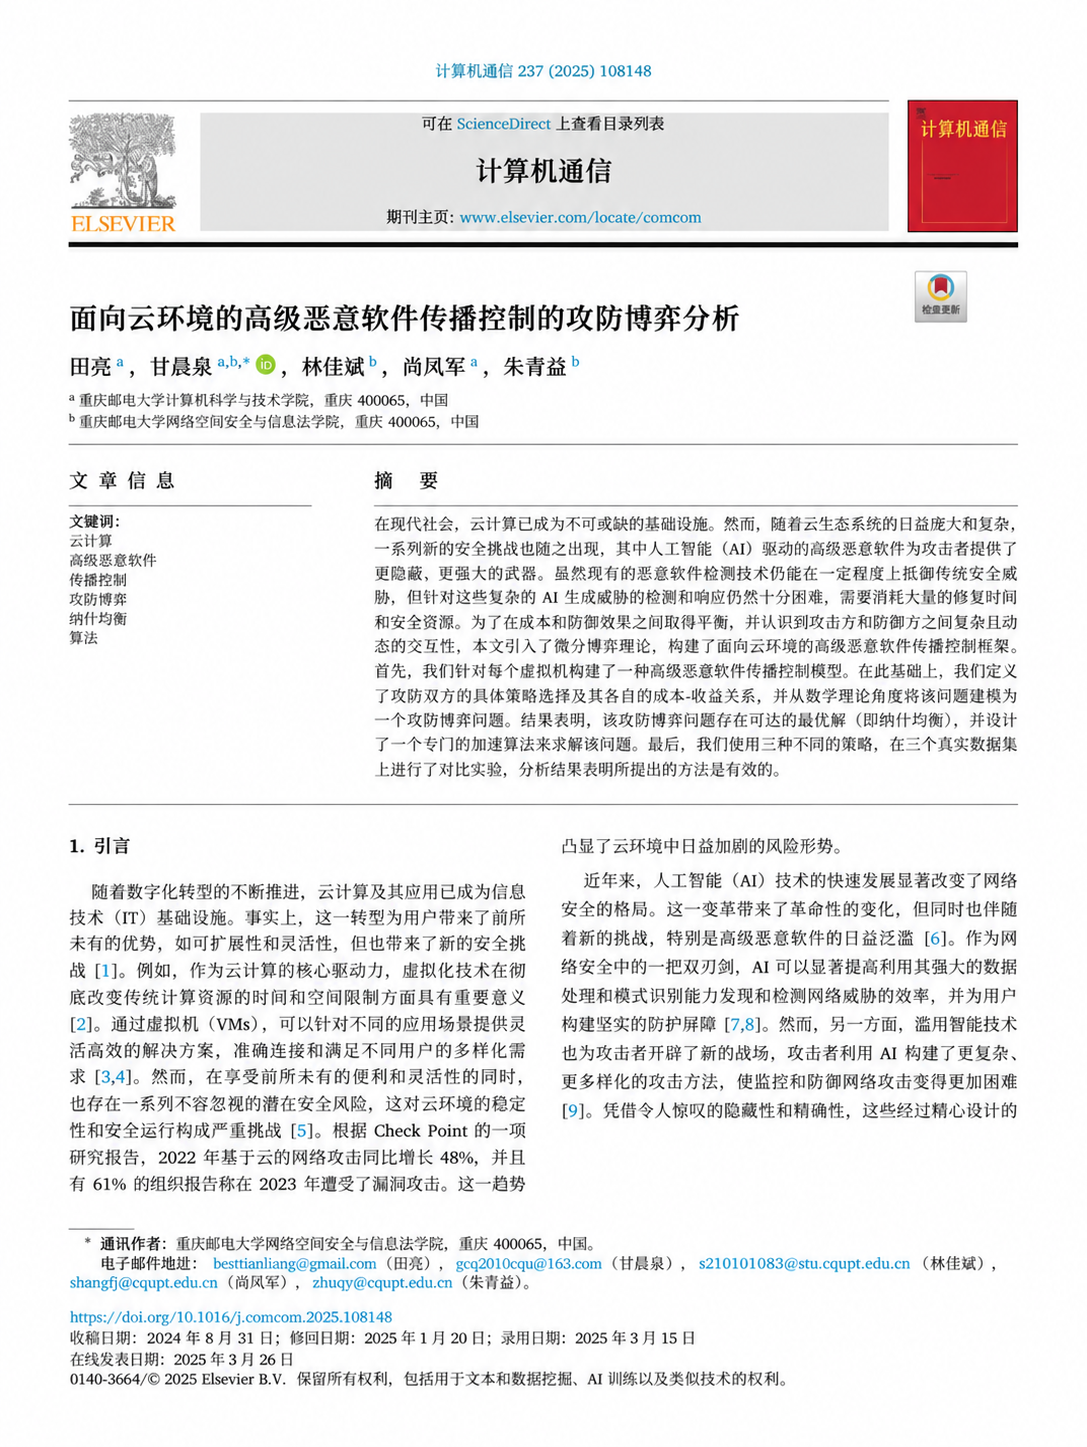 计算机通信 237 (2025) 108148
可在 ScienceDirect 上查看目录列表
计算机通信
期刊主页: www.elsevier.com/locate/comcom
ELSEVIER
计算机通信
检查更新
面向云环境的高级恶意软件传播控制的攻防博弈分析
田亮 a, 甘晨泉 a,b,* iD, 林佳斌 b, 尚凤军 a, 朱青益 b
a 重庆邮电大学计算机科学与技术学院，重庆 400065，中国
b 重庆邮电大学网络空间安全与信息法学院，重庆 400065，中国
文章信息
文键词：
云计算
高级恶意软件
传播控制
攻防博弈
纳什均衡
算法
摘 要
在现代社会，云计算已成为不可或缺的基础设施。然而，随着云生态系统的日益庞大和复杂，
一系列新的安全挑战也随之出现，其中人工智能（AI）驱动的高级恶意软件为攻击者提供了
更隐蔽、更强大的武器。虽然现有的恶意软件检测技术仍能在一定程度上抵御传统安全威
胁，但针对这些复杂的 AI 生成威胁的检测和响应仍然十分困难，需要消耗大量的修复时间
和安全资源。为了在成本和防御效果之间取得平衡，并认识到攻击方和防御方之间复杂且动
态的交互性，本文引入了微分博弈理论，构建了面向云环境的高级恶意软件传播控制框架。
首先，我们针对每个虚拟机构建了一种高级恶意软件传播控制模型。在此基础上，我们定义
了攻防双方的具体策略选择及其各自的成本-收益关系，并从数学理论角度将该问题建模为
一个攻防博弈问题。结果表明，该攻防博弈问题存在可达的最优解（即纳什均衡），并设计
了一个专门的加速算法来求解该问题。最后，我们使用三种不同的策略，在三个真实数据集
上进行了对比实验，分析结果表明所提出的方法是有效的。
1. 引言
随着数字化转型的不断推进，云计算及其应用已成为信息
技术（IT）基础设施。事实上，这一转型为用户带来了前所
未有的优势，如可扩展性和灵活性，但也带来了新的安全挑
战 [1]。例如，作为云计算的核心驱动力，虚拟化技术在彻
底改变传统计算资源的时间和空间限制方面具有重要意义
[2]。通过虚拟机（VMs），可以针对不同的应用场景提供灵
活高效的解决方案，准确连接和满足不同用户的多样化需
求 [3,4]。然而，在享受前所未有的便利和灵活性的同时，
也存在一系列不容忽视的潜在安全风险，这对云环境的稳定
性和安全运行构成严重挑战 [5]。根据 Check Point 的一项
研究报告，2022 年基于云的网络攻击同比增长 48%，并且
有 61% 的组织报告称在 2023 年遭受了漏洞攻击。这一趋势
凸显了云环境中日益加剧的风险形势。
近年来，人工智能（AI）技术的快速发展显著改变了网络
安全的格局。这一变革带来了革命性的变化，但同时也伴随
着新的挑战，特别是高级恶意软件的日益泛滥 [6]。作为网
络安全中的一把双刃剑，AI 可以显著提高利用其强大的数据
处理和模式识别能力发现和检测网络威胁的效率，并为用户
构建坚实的防护屏障 [7,8]。然而，另一方面，滥用智能技术
也为攻击者开辟了新的战场，攻击者利用 AI 构建了更复杂、
更多样化的攻击方法，使监控和防御网络攻击变得更加困难
[9]。凭借令人惊叹的隐藏性和精确性，这些经过精心设计的
* 通讯作者：重庆邮电大学网络空间安全与信息法学院，重庆 400065，中国。
电子邮件地址： besttianliang@gmail.com（田亮）, gcq2010cqu@163.com（甘晨泉）, s210101083@stu.cqupt.edu.cn（林佳斌）,
shangfj@cqupt.edu.cn（尚凤军）, zhuqy@cqupt.edu.cn（朱青益）。
https://doi.org/10.1016/j.comcom.2025.108148
收稿日期：2024 年 8 月 31 日；修回日期：2025 年 1 月 20 日；录用日期：2025 年 3 月 15 日
在线发表日期：2025 年 3 月 26 日
0140-3664/© 2025 Elsevier B.V. 保留所有权利，包括用于文本和数据挖掘、AI 训练以及类似技术的权利。